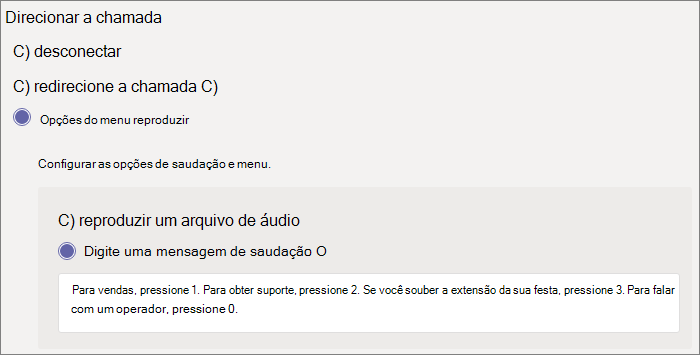 Direcionar a chamada
C) desconectar
C) redirecione a chamada C)
Opções do menu reproduzir
Configurar as opções de saudação e menu.
C) reproduzir um arquivo de áudio
Digite uma mensagem de saudação O
Para vendas, pressione 1. Para obter suporte, pressione 2. Se você souber a extensão da sua festa, pressione 3. Para falar
com um operador, pressione 0.